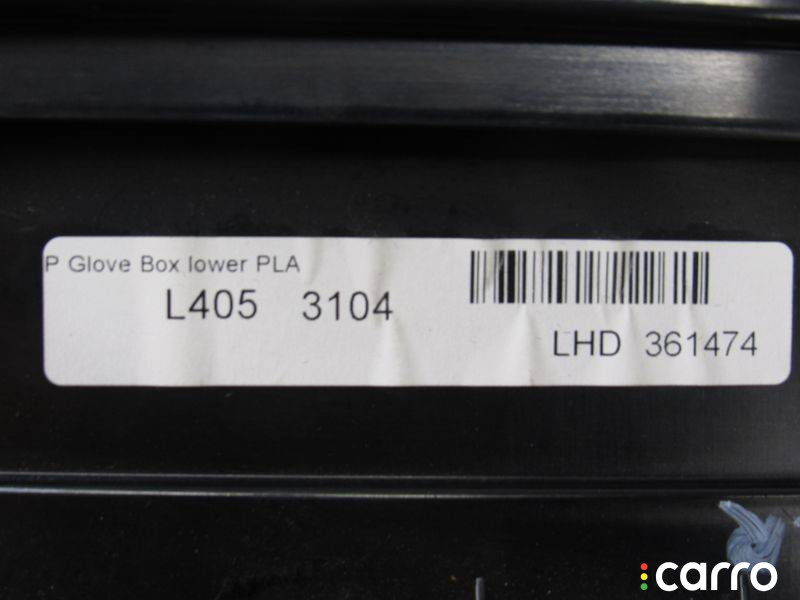 P Glove Box lower PLA
L405 3104
LHD 361474
carro